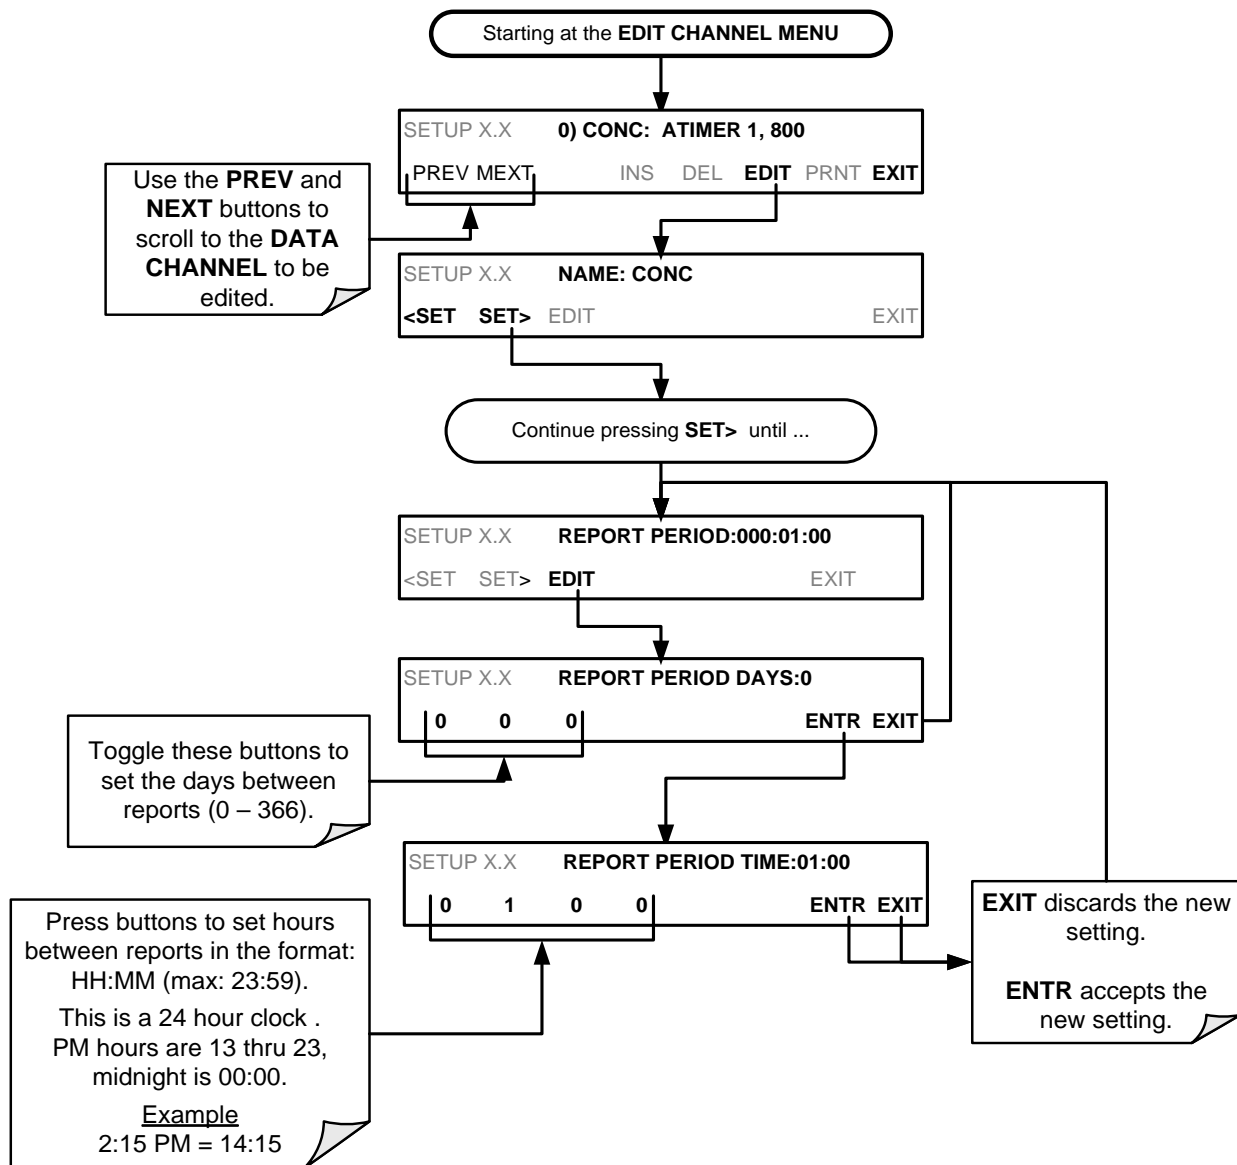 Starting at the EDIT CHANNEL MENU
SETUP X.X 0) CONC: ATIMER 1, 800
PREV MEXT INS DEL EDIT PRNT EXIT
Use the PREV and
NEXT buttons to
scroll to the DATA
CHANNEL to be
edited.
SETUP X.X NAME: CONC
<SET SET> EDIT EXIT
Continue pressing SET> until ...
SETUP X.X REPORT PERIOD:000:01:00
<SET SET> EDIT EXIT
SETUP X.X REPORT PERIOD DAYS:0
0 0 0 ENTR EXIT
Toggle these buttons to
set the days between
reports (0 – 366).
SETUP X.X REPORT PERIOD TIME:01:00
0 1 0 0 ENTR EXIT
Press buttons to set hours
between reports in the format:
HH:MM (max: 23:59).
This is a 24 hour clock .
PM hours are 13 thru 23,
midnight is 00:00.
Example
2:15 PM = 14:15
EXIT discards the new
setting.
ENTR accepts the
new setting.